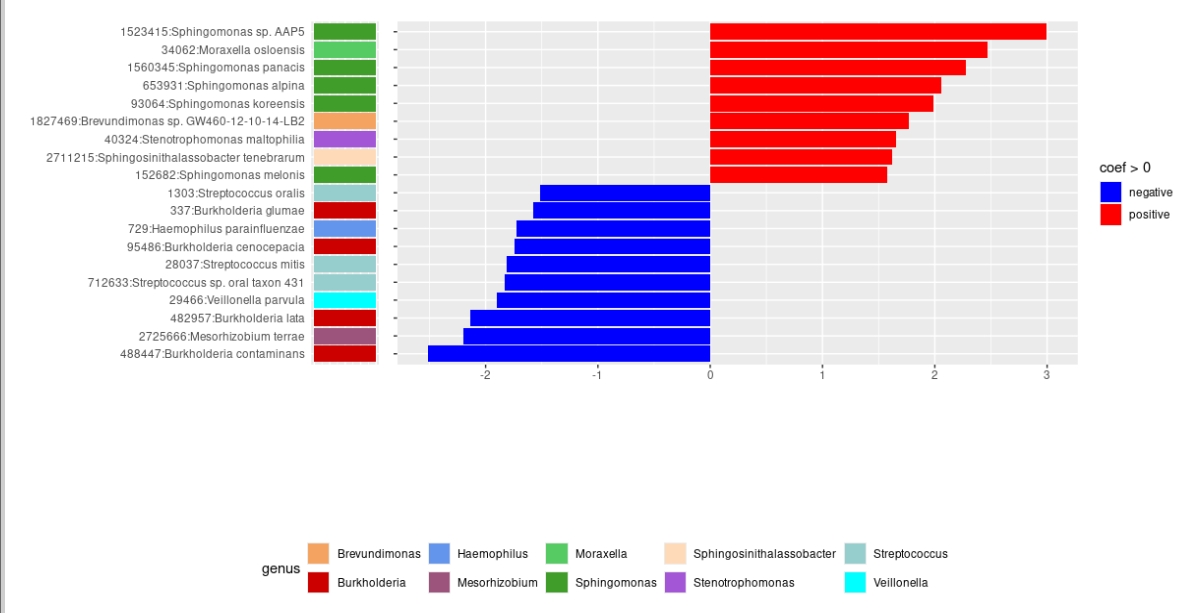 1523415:Sphingomonas sp. AAP5
34062:Moraxella osloensis
1560345:Sphingomonas panacis
653931:Sphingomonas alpina
93064:Sphingomonas koreensis
1827469:Brevundimonas sp. GW460-12-10-14-LB2
40324:Stenotrophomonas maltophilia
2711215:Sphingosinithalassobacter tenebrarum
152682:Sphingomonas melonis
1303:Streptococcus oralis
337:Burkholderia glumae
729:Haemophilus parainfluenzae
95486:Burkholderia cenocepacia
28037:Streptococcus mitis
712633:Streptococcus sp. oral taxon 431
29466:Veillonella parvula
482957:Burkholderia lata
2725666:Mesorhizobium terrae
488447:Burkholderia contaminans
-2 -1 0 1 2 3
coef > 0
negative
positive
genus
Brevundimonas Haemophilus Moraxella Sphingosinithalassobacter Streptococcus
Burkholderia Mesorhizobium Sphingomonas Stenotrophomonas Veillonella